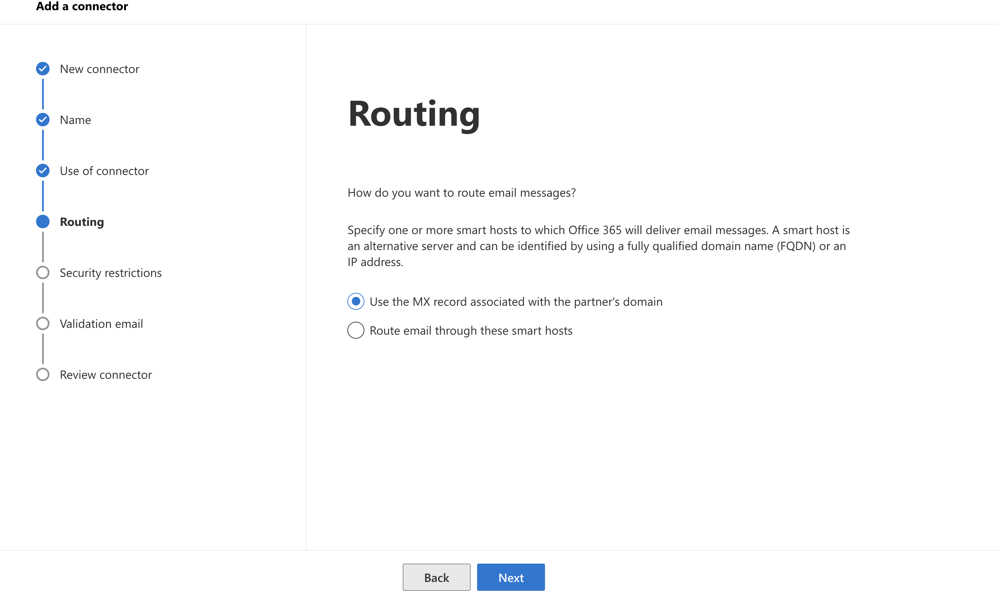 Add a connector
New connector
Name
Use of connector
Routing
Security restrictions
Validation email
Review connector
Routing
How do you want to route email messages?
Specify one or more smart hosts to which Office 365 will deliver email messages. A smart host is
an alternative server and can be identified by using a fully qualified domain name (FQDN) or an
IP address.
Use the MX record associated with the partner's domain
Route email through these smart hosts
Back
Next